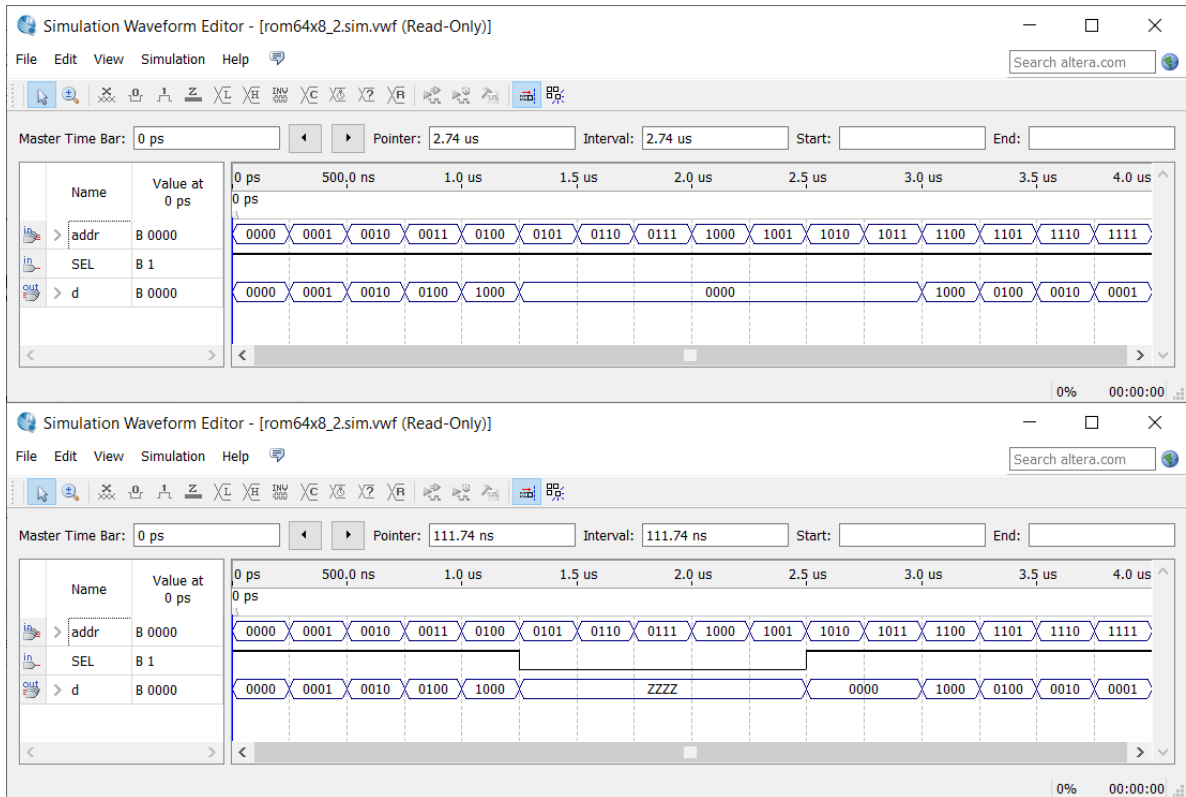 Simulation Waveform Editor - [rom64x8_2.sim.vwf (Read-Only)]
File Edit View Simulation Help
Search altera.com
Master Time Bar: 0 ps Pointer: 2.74 us Interval: 2.74 us Start: End:
Name Value at 0 ps 0 ps 500.0 ns 1.0 us 1.5 us 2.0 us 2.5 us 3.0 us 3.5 us 4.0 us
0 ps
addr B 0000 0000 0001 0010 0011 0100 0101 0110 0111 1000 1001 1010 1011 1100 1101 1110 1111
SEL B 1
d B 0000 0000 0001 0010 0100 1000 0000 1000 0100 0010 0001
0% 00:00:00
Simulation Waveform Editor - [rom64x8_2.sim.vwf (Read-Only)]
File Edit View Simulation Help
Search altera.com
Master Time Bar: 0 ps Pointer: 111.74 ns Interval: 111.74 ns Start: End:
Name Value at 0 ps 0 ps 500.0 ns 1.0 us 1.5 us 2.0 us 2.5 us 3.0 us 3.5 us 4.0 us
0 ps
addr B 0000 0000 0001 0010 0011 0100 0101 0110 0111 1000 1001 1010 1011 1100 1101 1110 1111
SEL B 1
d B 0000 0000 0001 0010 0100 1000 ZZZZ 0000 1000 0100 0010 0001
0% 00:00:00